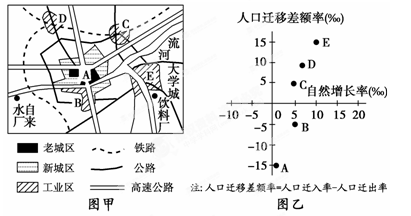 D
C
A
B
E
河流
大学城
饮料厂
自来水厂
老城区
铁路
新城区
公路
工业区
高速公路
图甲
人口迁移差额率(‰)
15
10
5
0
-5
-10
-15
5
10
15
自然增长率(‰)
E
D
C
B
A
注:人口迁移差额率=人口迁入率-人口迁出率
图乙